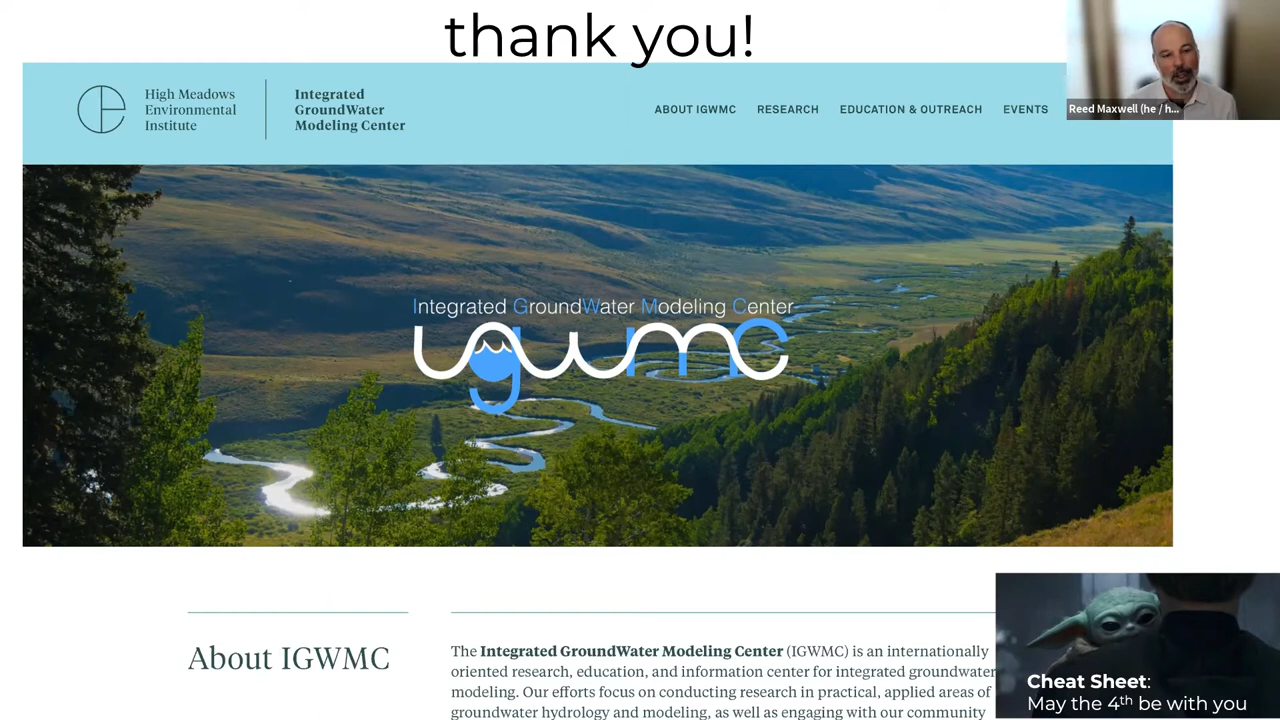 thank you!
High Meadows
Environmental
Institute
Integrated
GroundWater
Modeling Center
ABOUT IGWMC
RESEARCH
EDUCATION & OUTREACH
EVENTS
Reed Maxwell (he / h...
Integrated GroundWater Modeling Center
igwmc
About IGWMC
The Integrated GroundWater Modeling Center (IGWMC) is an internationally
oriented research, education, and information center for integrated groundwater
modeling. Our efforts focus on conducting research in practical, applied areas of
groundwater hydrology and modeling, as well as engaging with our community
Cheat Sheet:
May the 4th be with you